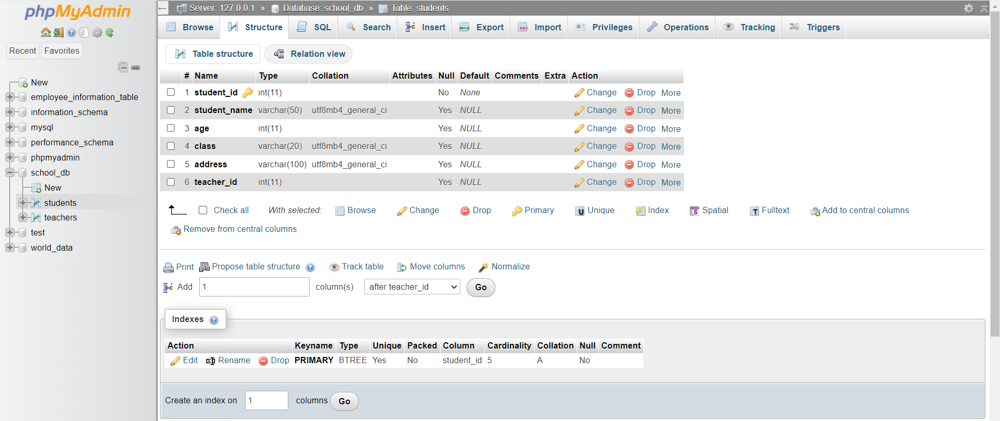 phpMyAdmin
Recent Favorites
New
employee_information_table
information_schema
mysql
performance_schema
phpmyadmin
school_db
New
students
teachers
test
world_data
Server: 127.0.0.1 » Database: school_db » Table: students
Browse Structure SQL Search Insert Export Import Privileges Operations Tracking Triggers
Table structure Relation view
# Name Type Collation Attributes Null Default Comments Extra Action
1 student_id int(11) No None Change Drop More
2 student_name varchar(50) utf8mb4_general_ci Yes NULL Change Drop More
3 age int(11) Yes NULL Change Drop More
4 class varchar(20) utf8mb4_general_ci Yes NULL Change Drop More
5 address varchar(100) utf8mb4_general_ci Yes NULL Change Drop More
6 teacher_id int(11) Yes NULL Change Drop More
Check all With selected: Browse Change Drop Primary Unique Index Spatial Fulltext Add to central columns
Remove from central columns
Print Propose table structure Track table Move columns Normalize
Add 1 column(s) after teacher_id Go
Indexes
Action Keyname Type Unique Packed Column Cardinality Collation Null Comment
Edit Rename Drop PRIMARY BTREE Yes No student_id 5 A No
Create an index on 1 columns Go